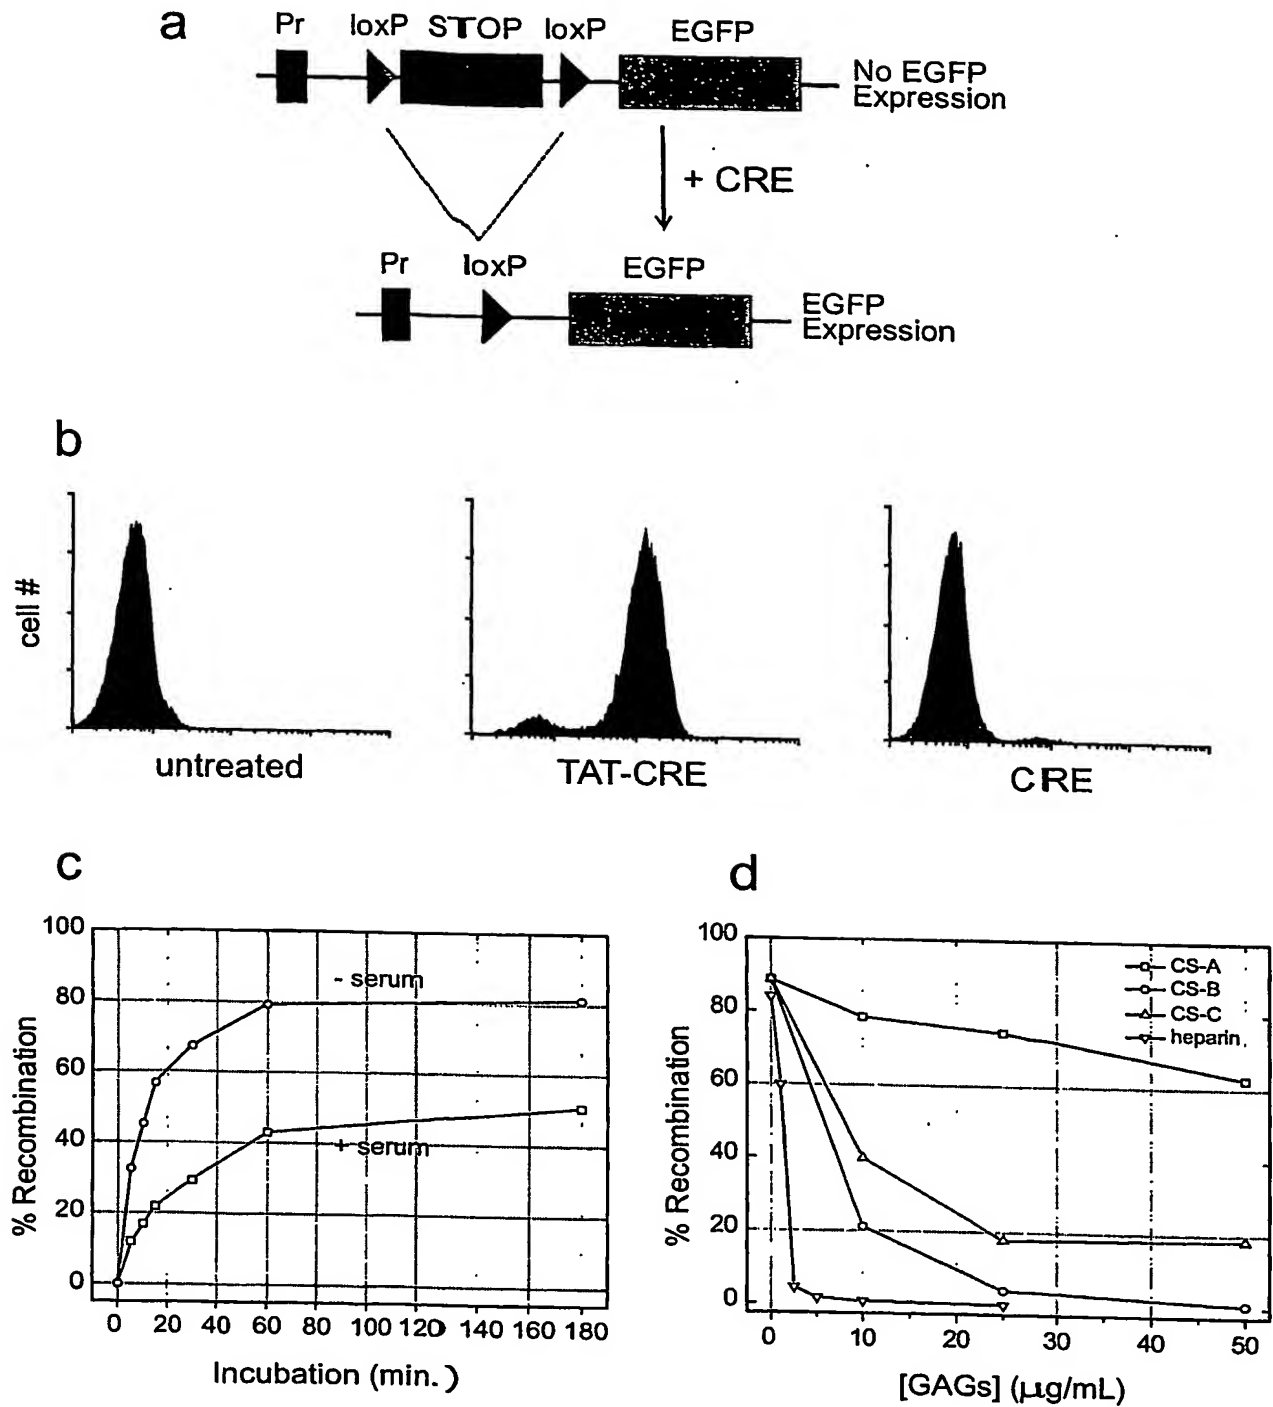 a
Pr loxP STOP loxP EGFP
No EGFP
Expression
+ CRE
Pr loxP EGFP
EGFP
Expression
b
cell #
untreated
TAT-CRE
CRE
c
% Recombination
100
80
60
40
20
0
- serum
+ serum
0 20 40 60 80 100 120 140 160 180
Incubation (min.)
d
% Recombination
100
80
60
40
20
0
CS-A
CS-B
CS-C
heparin
0 10 20 30 40 50
[GAGs] (μg/mL)